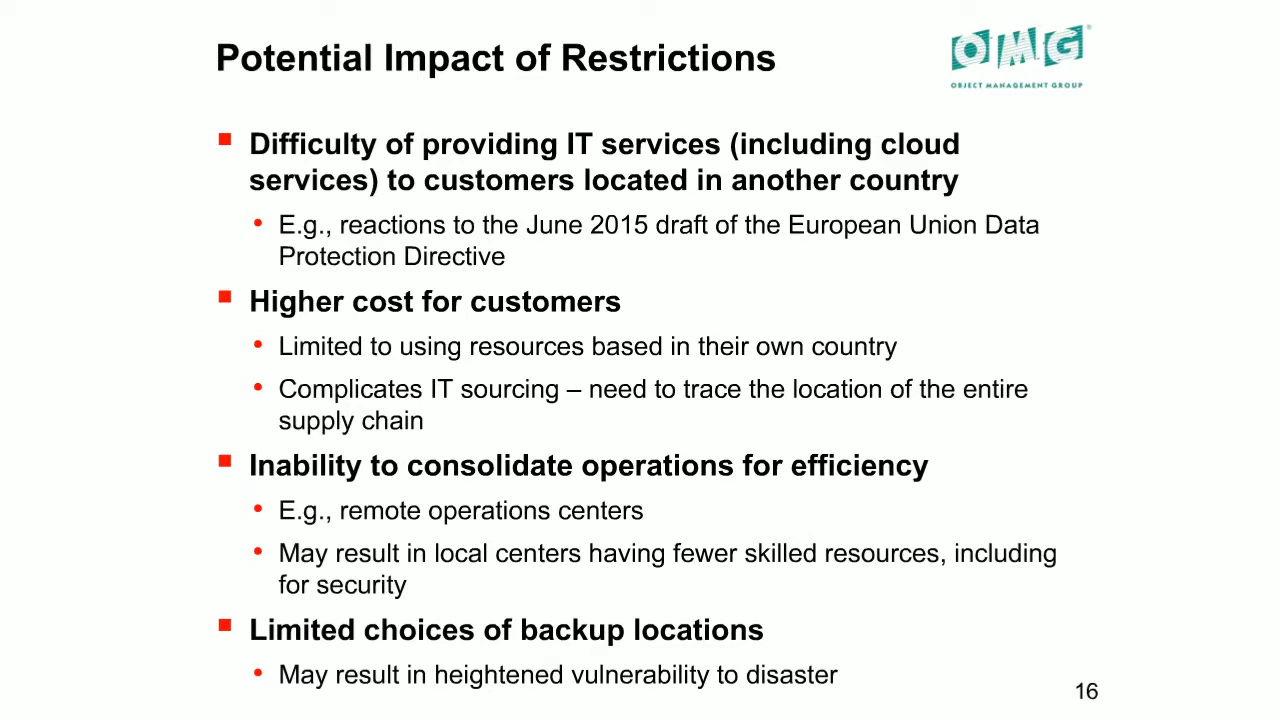 Potential Impact of Restrictions
OMG
OBJECT MANAGEMENT GROUP
Difficulty of providing IT services (including cloud
services) to customers located in another country
E.g., reactions to the June 2015 draft of the European Union Data
Protection Directive
Higher cost for customers
Limited to using resources based in their own country
Complicates IT sourcing – need to trace the location of the entire
supply chain
Inability to consolidate operations for efficiency
E.g., remote operations centers
May result in local centers having fewer skilled resources, including
for security
Limited choices of backup locations
May result in heightened vulnerability to disaster
16